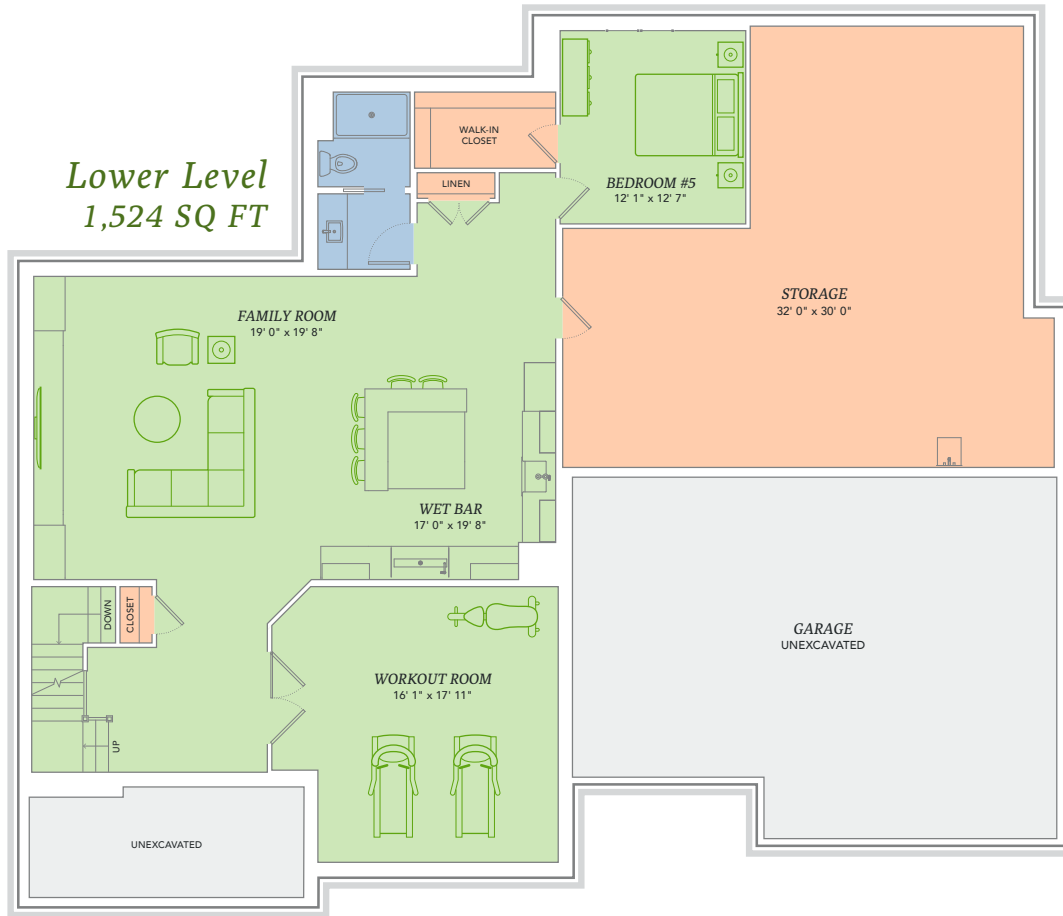 Lower Level
1,524 SQ FT
WALK-IN
CLOSET
LINEN
BEDROOM #5
12' 1" x 12' 7"
FAMILY ROOM
19' 0" x 19' 8"
STORAGE
32' 0" x 30' 0"
WET BAR
17' 0" x 19' 8"
DOWN
CLOSET
UP
WORKOUT ROOM
16' 1" x 17' 11"
GARAGE
UNEXCAVATED
UNEXCAVATED